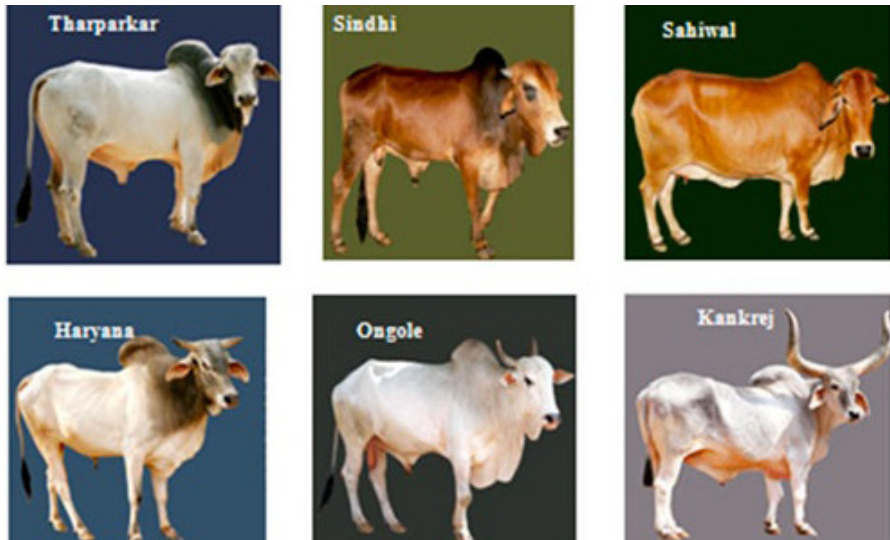 Tharparkar
Sindhi
Sahiwal
Haryana
Ongole
Kankrej